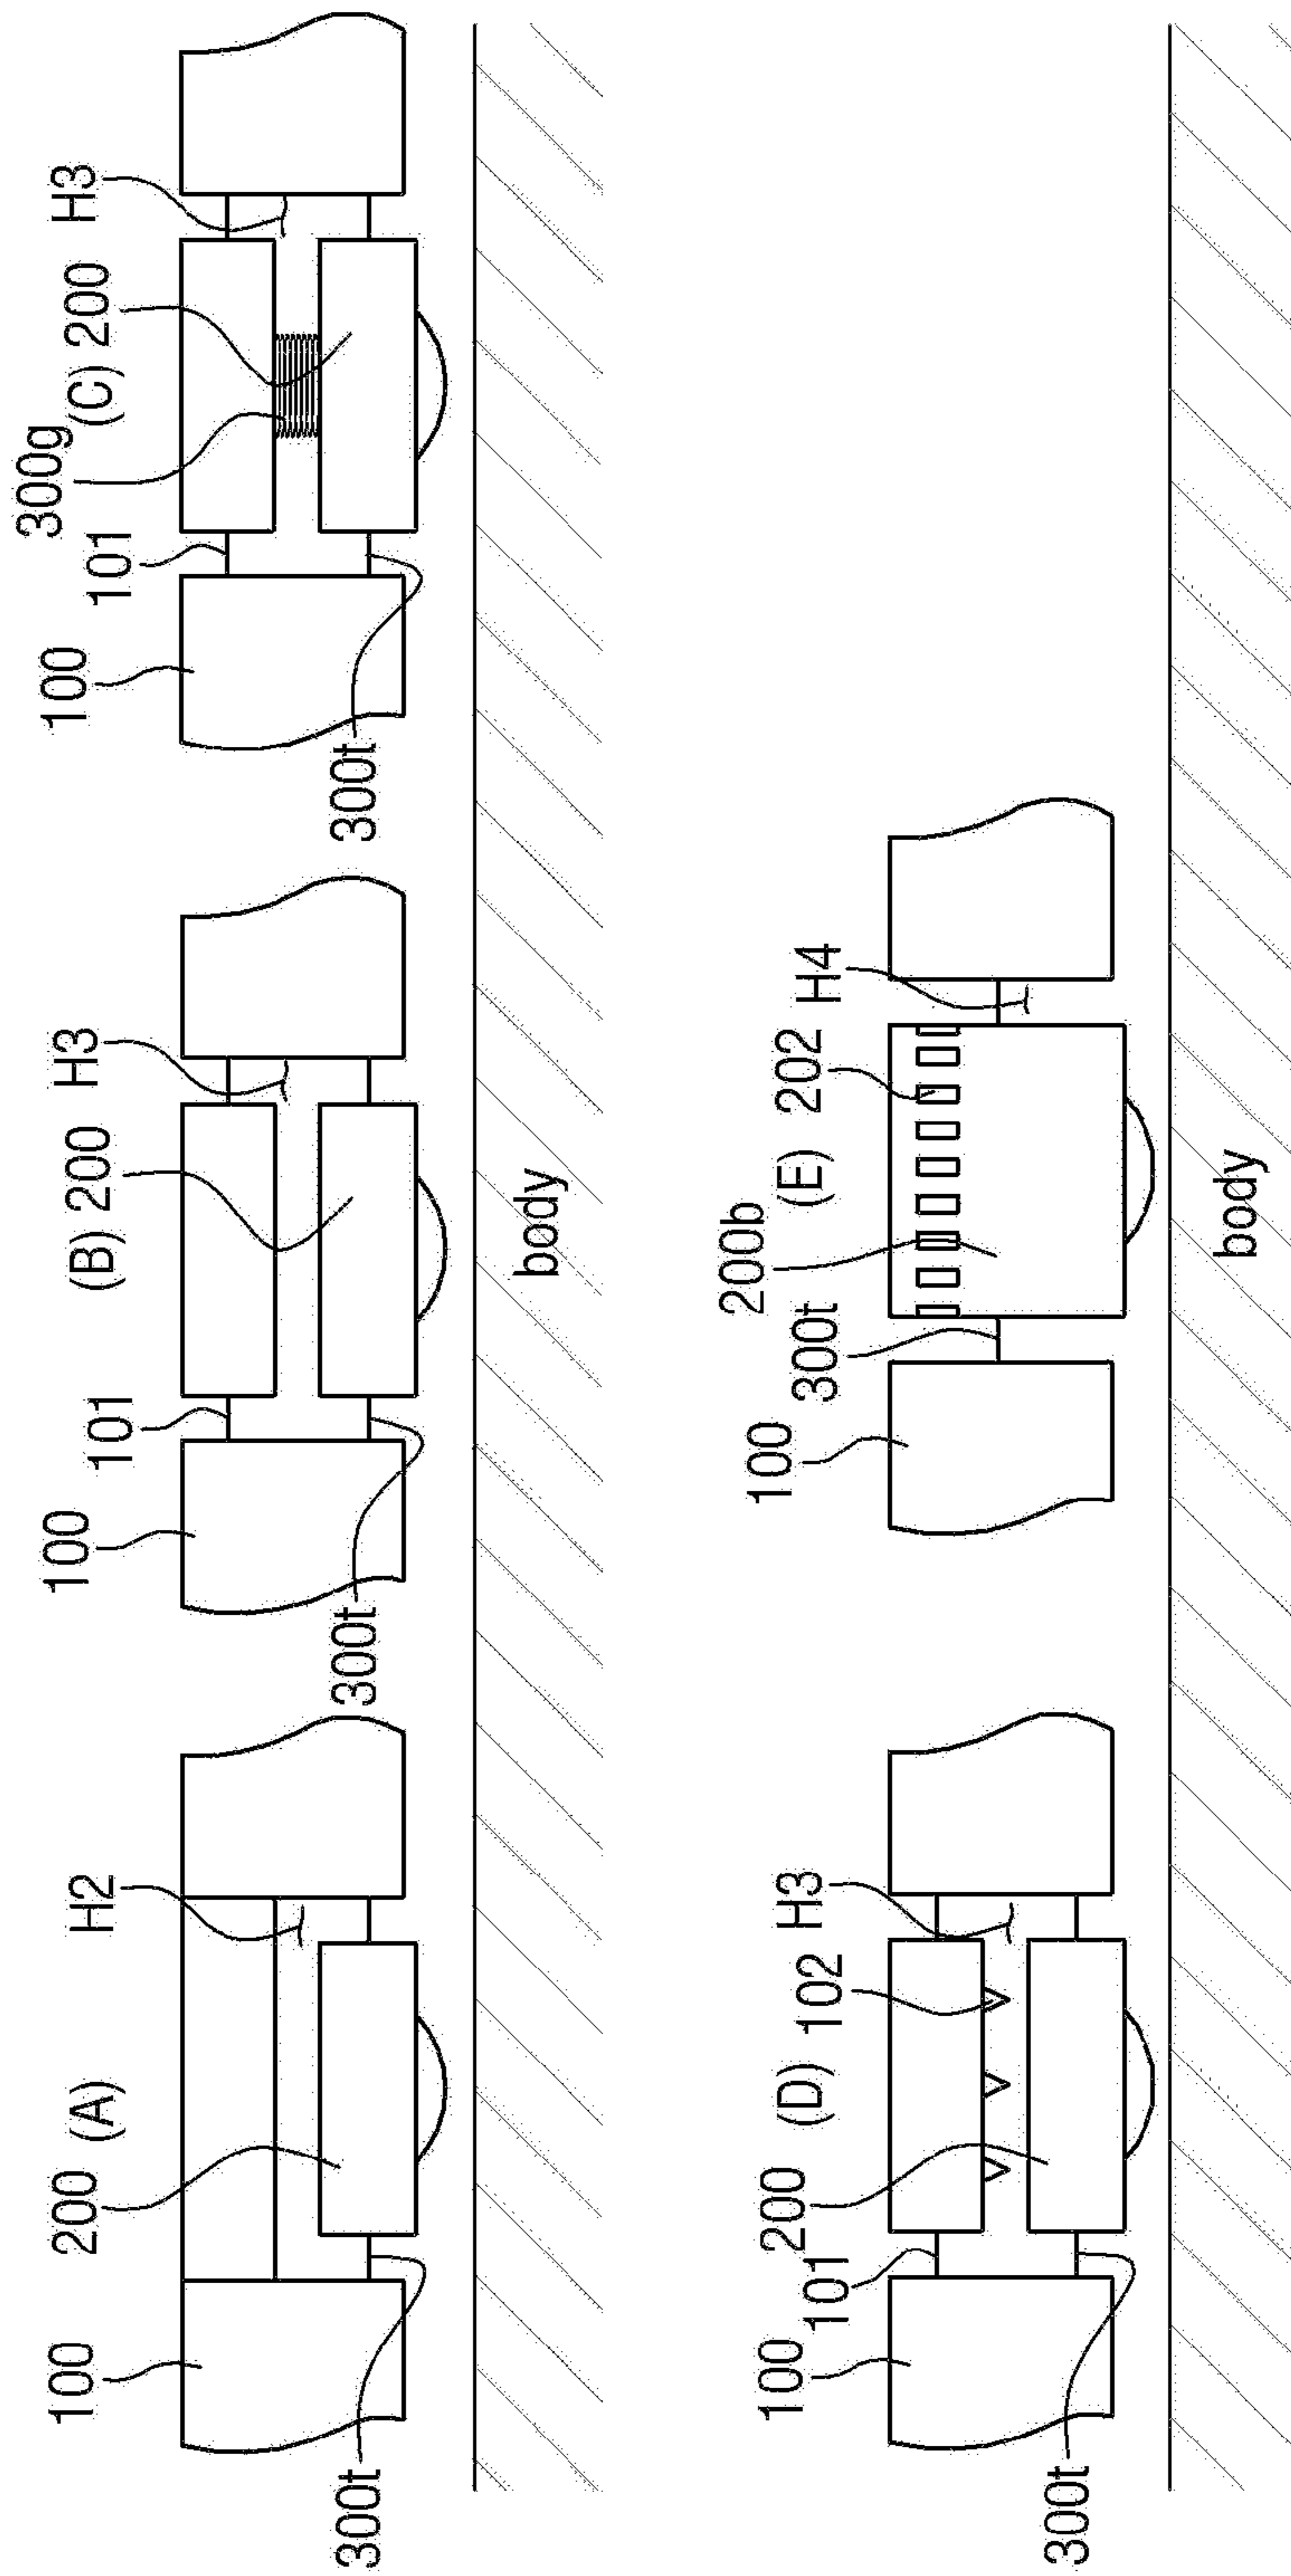 (A) (B) (C)
100 200 H2
100 101 200 H3
100 101 300g 200 H3
300t 300t 300t
body
(D) (E)
100 101 200 102 H3
100 300t 200b 202 H4
300t
body